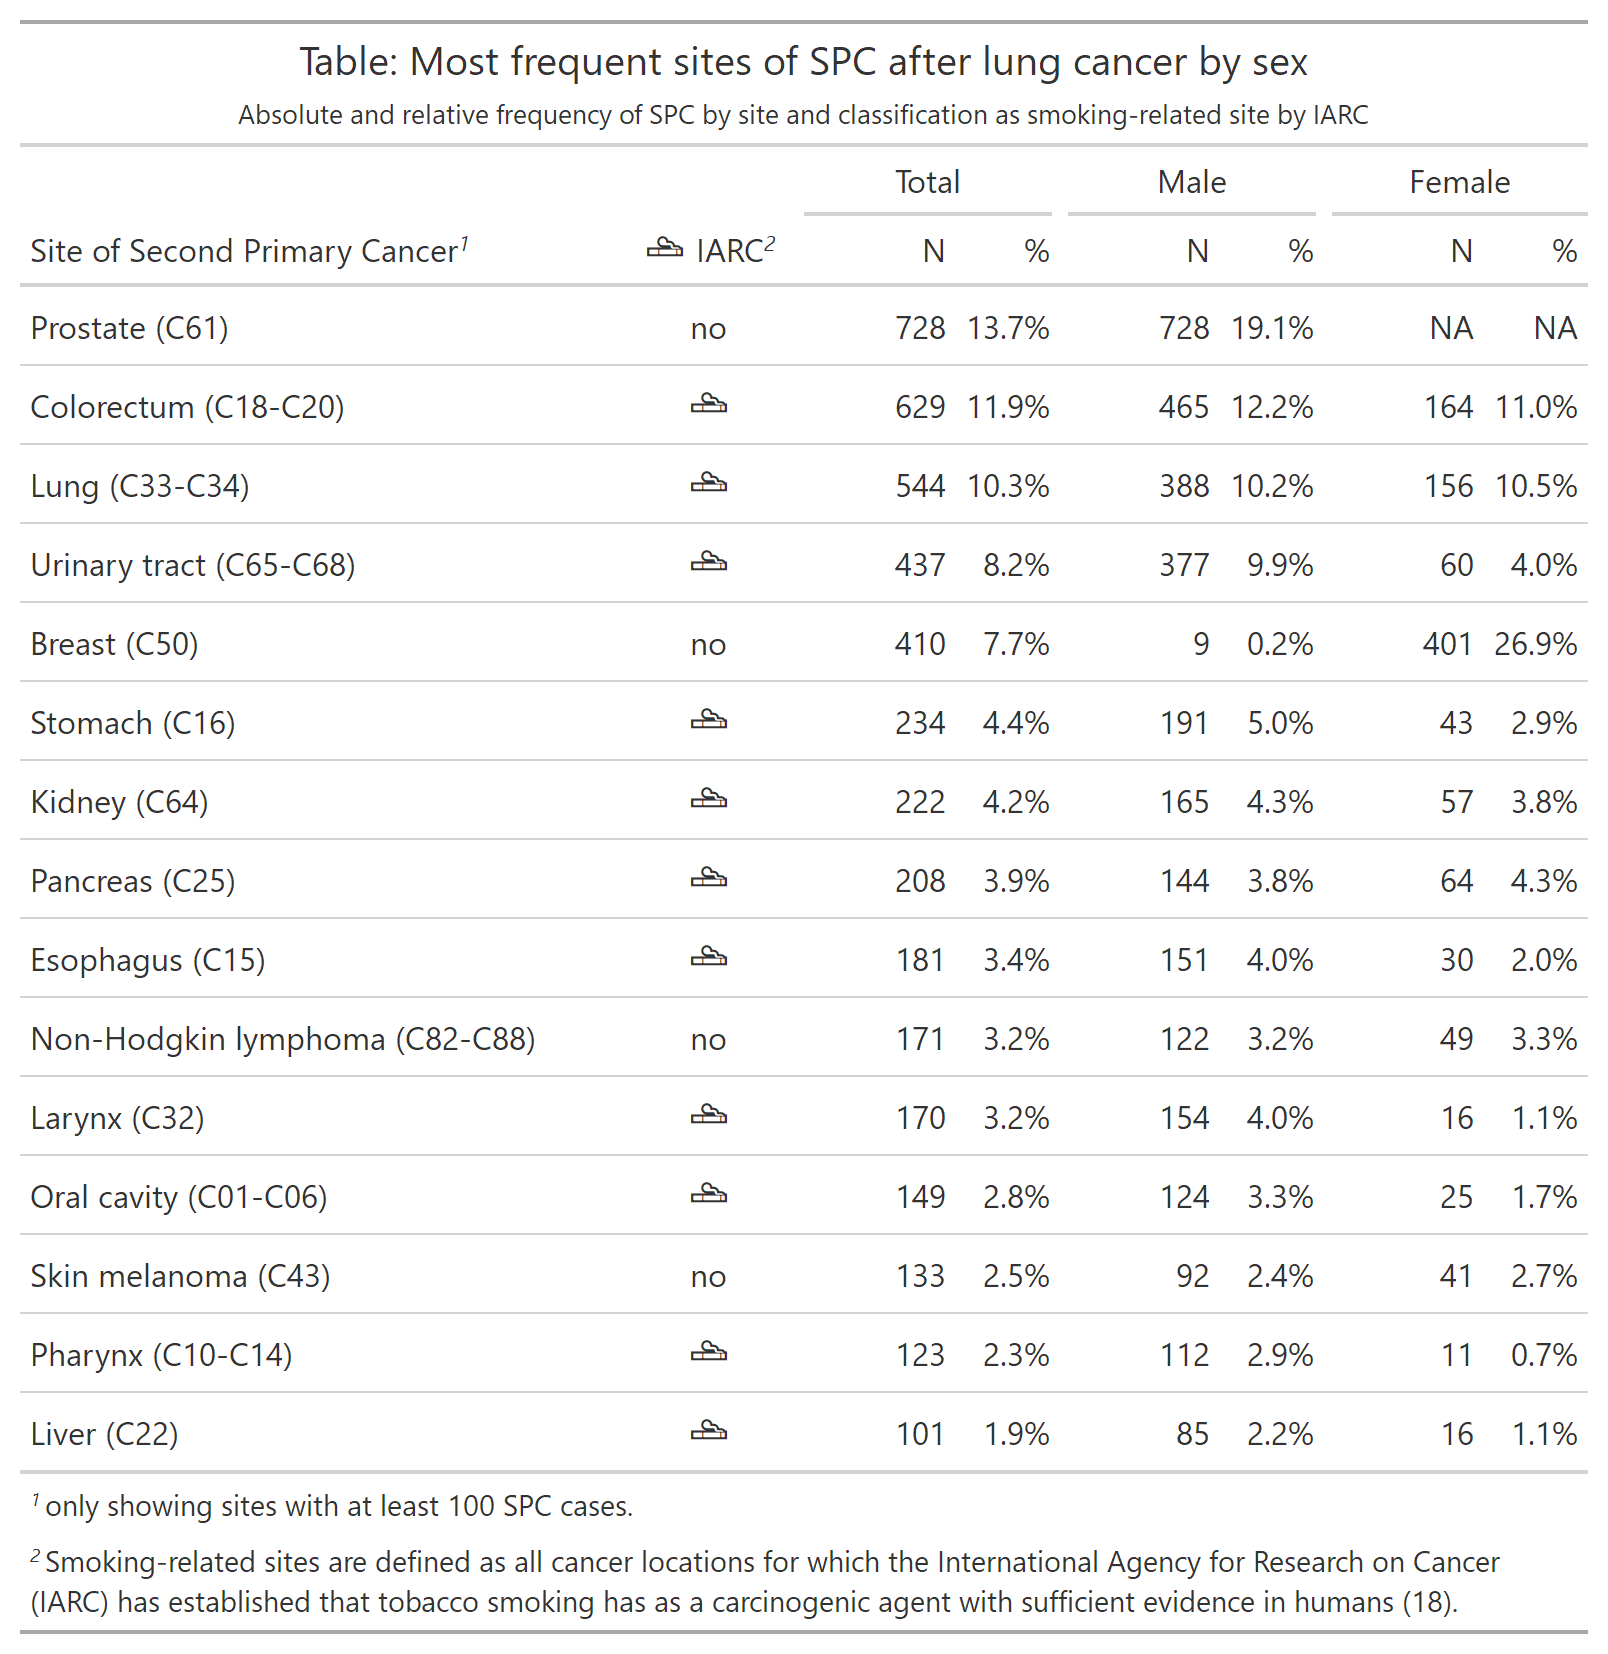 Table: Most frequent sites of SPC after lung cancer by sex
Absolute and relative frequency of SPC by site and classification as smoking-related site by IARC
Total Male Female
Site of Second Primary Cancer1 IARC2 N % N % N %
Prostate (C61) no 728 13.7% 728 19.1% NA NA
Colorectum (C18-C20) 629 11.9% 465 12.2% 164 11.0%
Lung (C33-C34) 544 10.3% 388 10.2% 156 10.5%
Urinary tract (C65-C68) 437 8.2% 377 9.9% 60 4.0%
Breast (C50) no 410 7.7% 9 0.2% 401 26.9%
Stomach (C16) 234 4.4% 191 5.0% 43 2.9%
Kidney (C64) 222 4.2% 165 4.3% 57 3.8%
Pancreas (C25) 208 3.9% 144 3.8% 64 4.3%
Esophagus (C15) 181 3.4% 151 4.0% 30 2.0%
Non-Hodgkin lymphoma (C82-C88) no 171 3.2% 122 3.2% 49 3.3%
Larynx (C32) 170 3.2% 154 4.0% 16 1.1%
Oral cavity (C01-C06) 149 2.8% 124 3.3% 25 1.7%
Skin melanoma (C43) no 133 2.5% 92 2.4% 41 2.7%
Pharynx (C10-C14) 123 2.3% 112 2.9% 11 0.7%
Liver (C22) 101 1.9% 85 2.2% 16 1.1%
1 only showing sites with at least 100 SPC cases.
2 Smoking-related sites are defined as all cancer locations for which the International Agency for Research on Cancer
(IARC) has established that tobacco smoking has as a carcinogenic agent with sufficient evidence in humans (18).